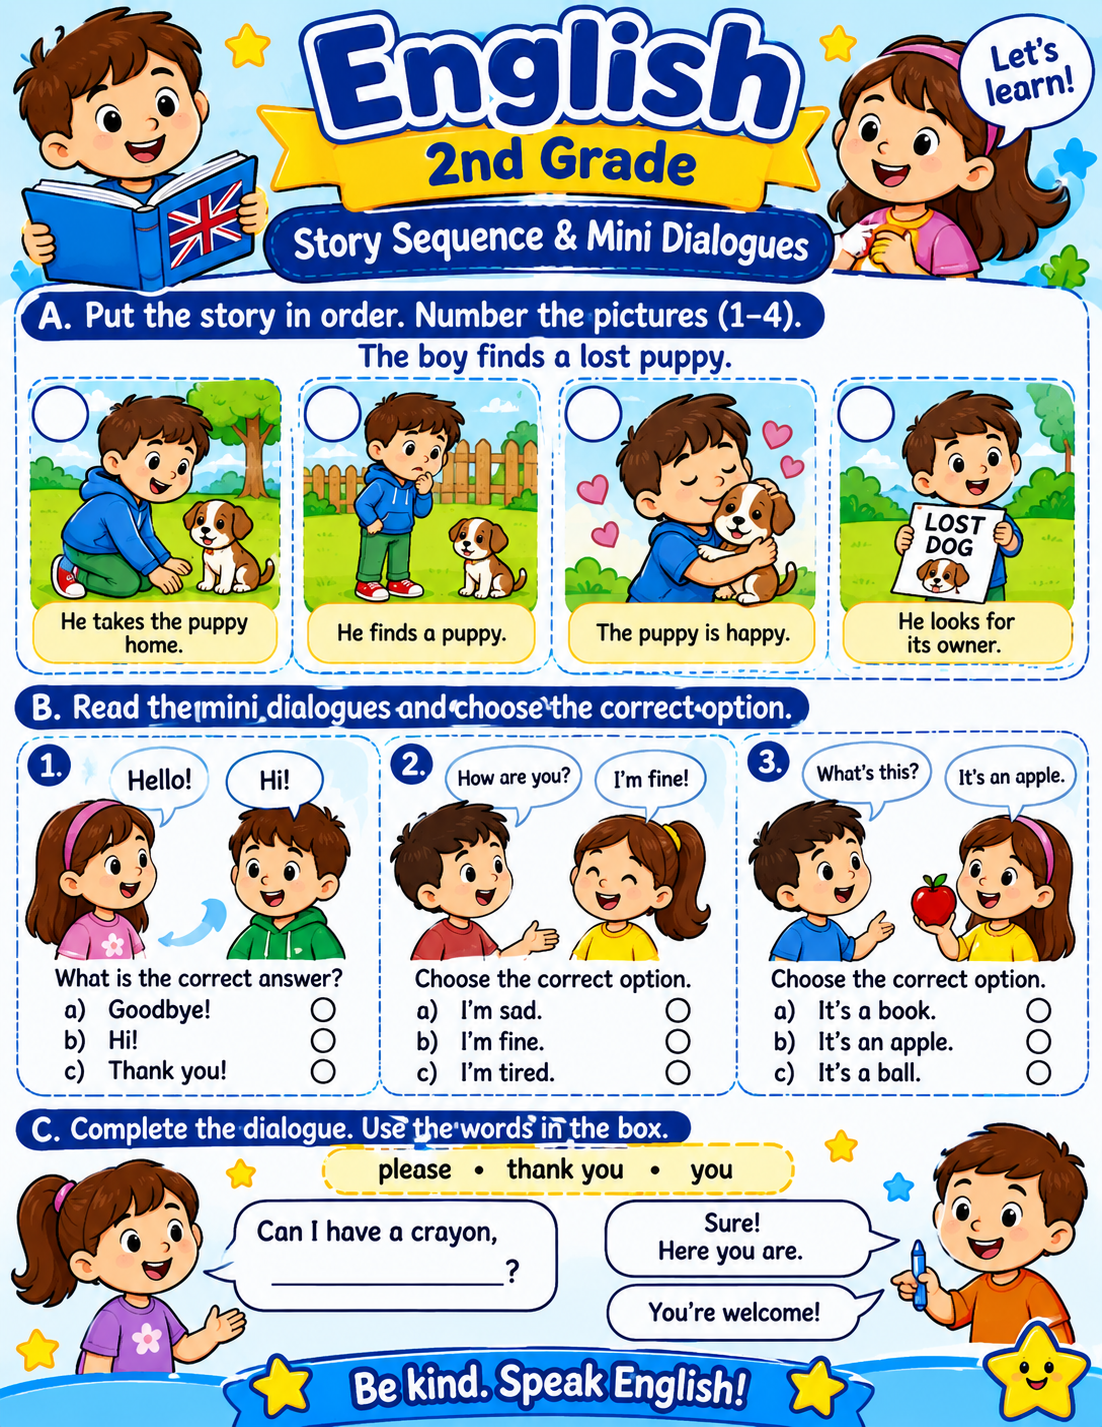 English
2nd Grade
Story Sequence & Mini Dialogues
Let's
learn!
A. Put the story in order. Number the pictures (1–4).
The boy finds a lost puppy.
He takes the puppy
home.
He finds a puppy.
The puppy is happy.
LOST
DOG
He looks for
its owner.
B. Read the mini dialogues and choose the correct option.
1.
Hello!
Hi!
What is the correct answer?
a) Goodbye!
b) Hi!
c) Thank you!
2.
How are you?
I'm fine!
Choose the correct option.
a) I'm sad.
b) I'm fine.
c) I'm tired.
3.
What's this?
It's an apple.
Choose the correct option.
a) It's a book.
b) It's an apple.
c) It's a ball.
C. Complete the dialogue. Use the words in the box.
please • thank you • you
Can I have a crayon,
____________________?
Sure!
Here you are.
You're welcome!
Be kind. Speak English!